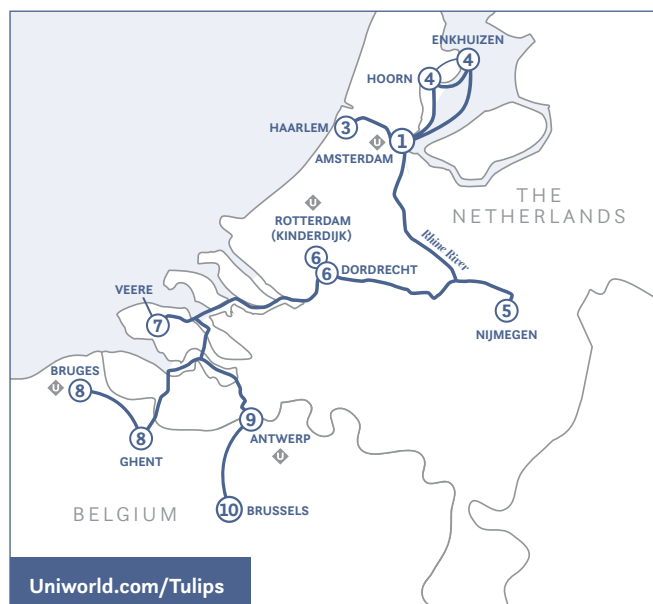 ENKHUIZEN
4
HOORN
4
HAARLEM
3
1
U
AMSTERDAM
THE
NETHERLANDS
U
ROTTERDAM
(KINDERDIJK)
Rhine River
6
6 DORDRECHT
VEERE
7
5
NIJMEGEN
BRUGES
U
8
9
ANTWERP
8
GHENT
U
BELGIUM
10 BRUSSELS
Uniworld.com/Tulips